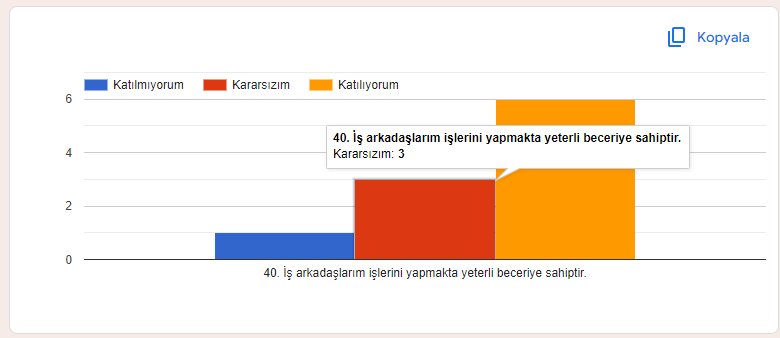 Kopyala
Katılmıyorum Kararsızım Katılıyorum
6
40. İş arkadaşlarım işlerini yapmakta yeterli beceriye sahiptir.
Kararsızım: 3
4
2
0
40. İş arkadaşlarım işlerini yapmakta yeterli beceriye sahiptir.